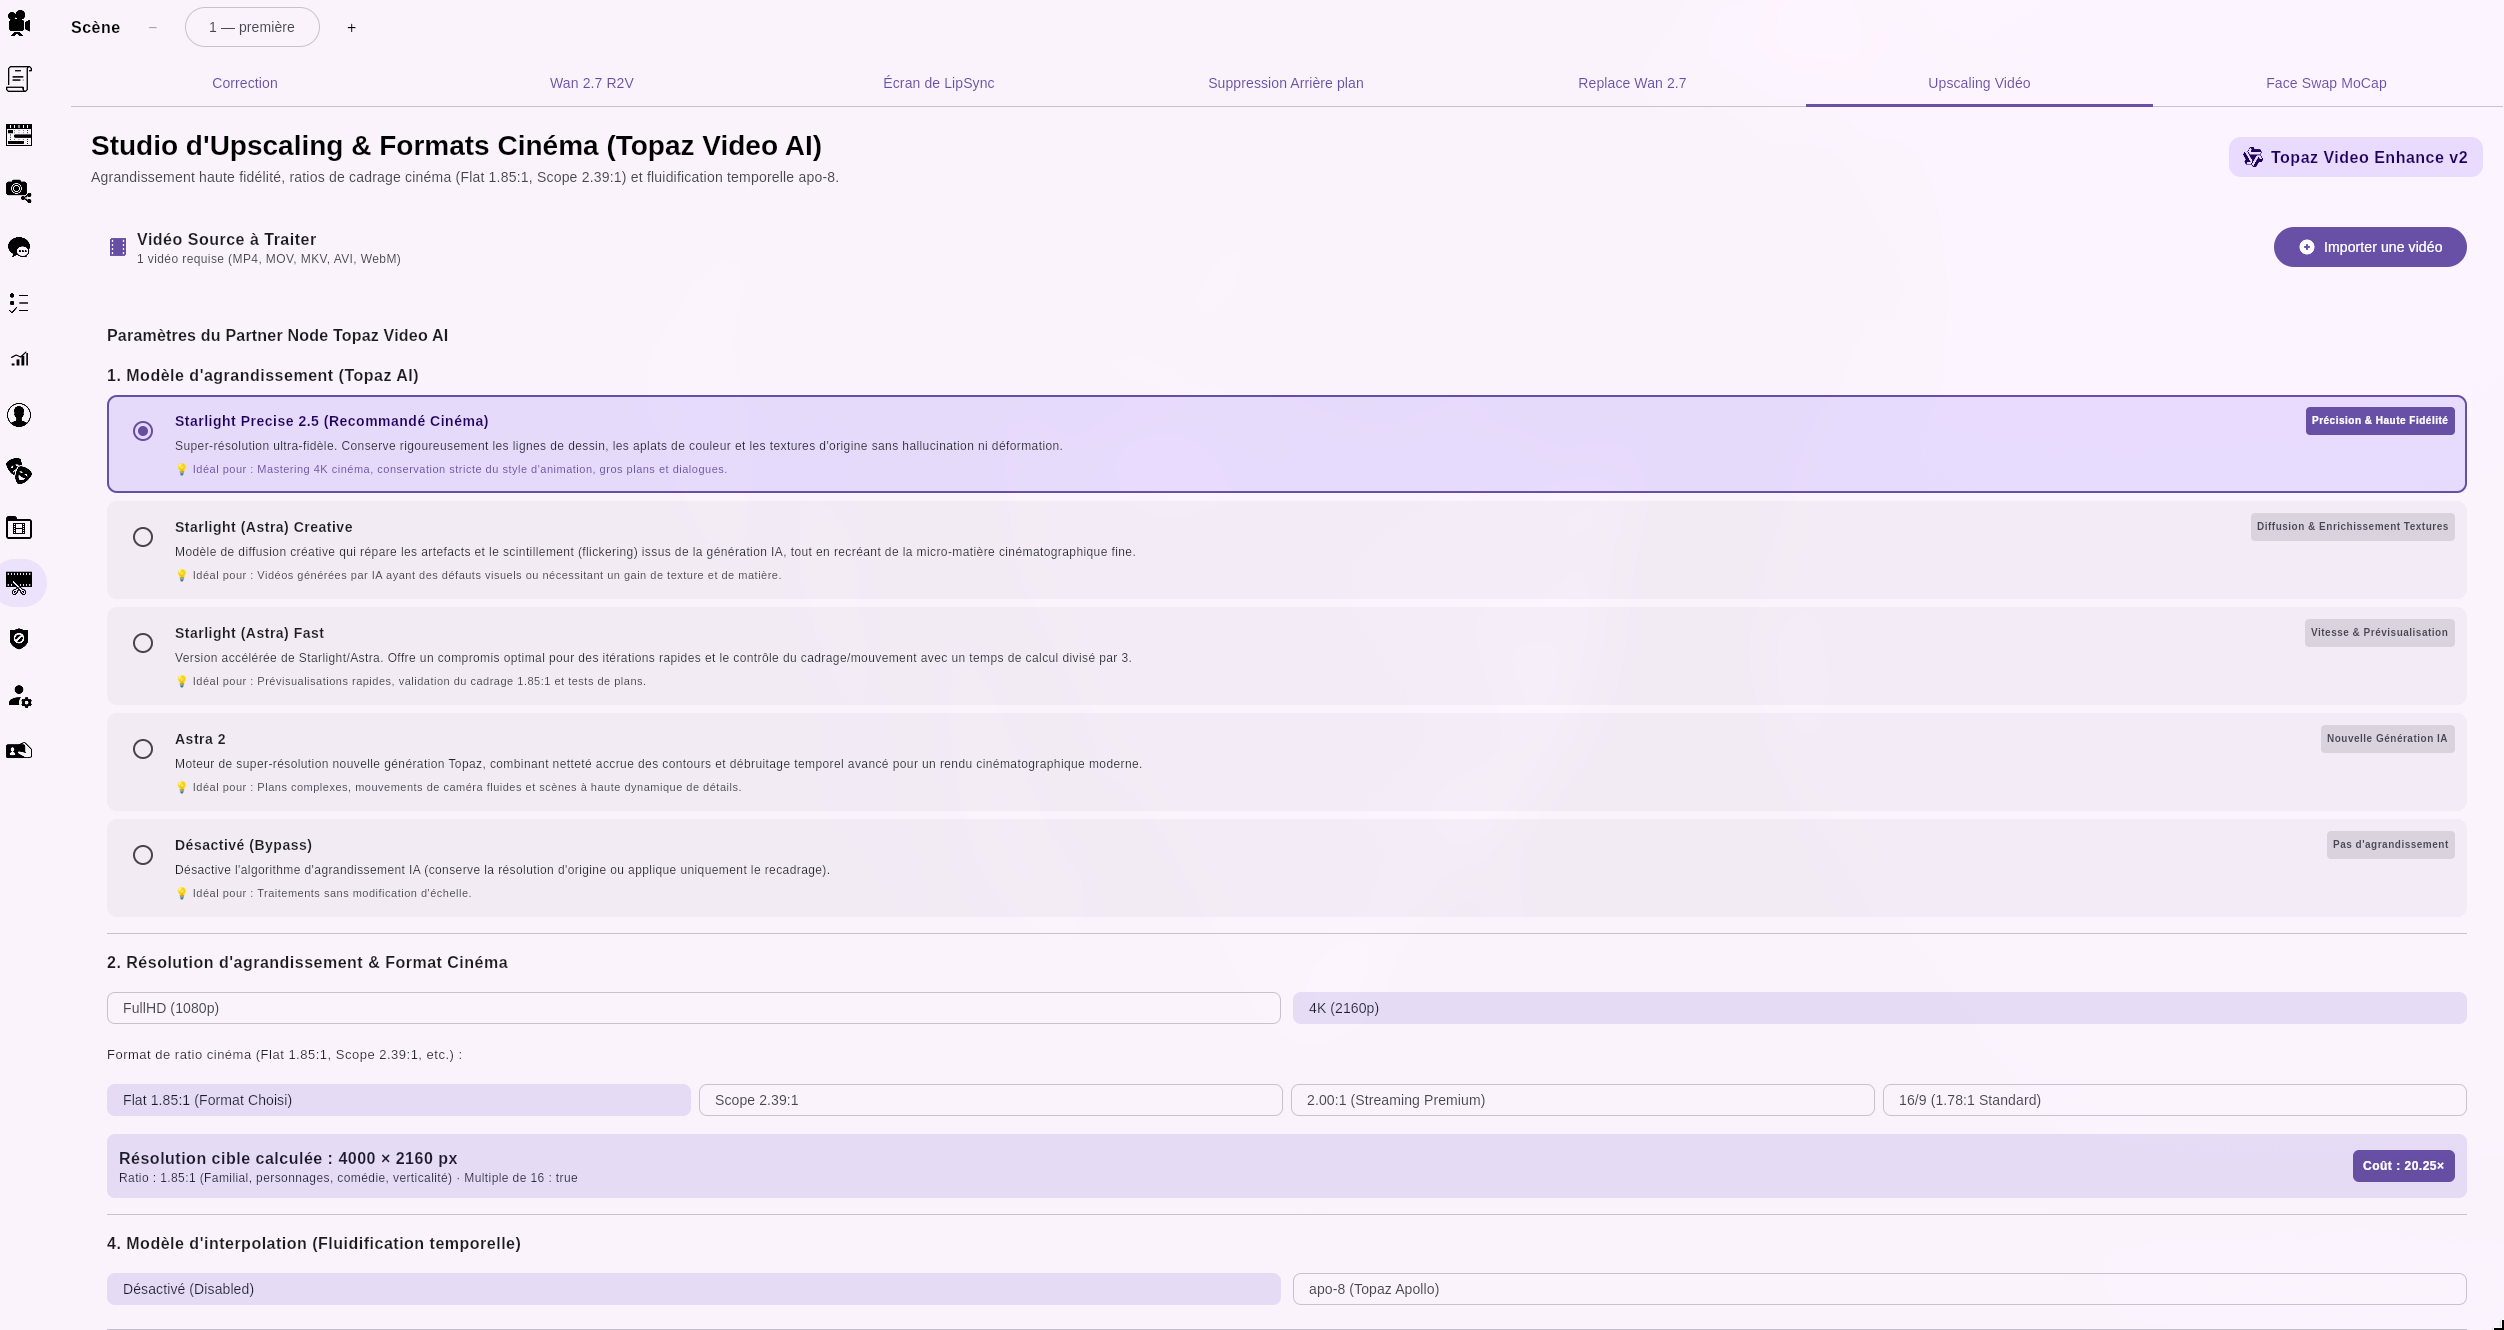 Scène − 1 — première +
Correction Wan 2.7 R2V Écran de LipSync Suppression Arrière plan Replace Wan 2.7 Upscaling Vidéo Face Swap MoCap
Studio d'Upscaling & Formats Cinéma (Topaz Video AI)
Agrandissement haute fidélité, ratios de cadrage cinéma (Flat 1.85:1, Scope 2.39:1) et fluidification temporelle apo-8.
Topaz Video Enhance v2
Vidéo Source à Traiter
1 vidéo requise (MP4, MOV, MKV, AVI, WebM)
Importer une vidéo
Paramètres du Partner Node Topaz Video AI
1. Modèle d'agrandissement (Topaz AI)
Starlight Precise 2.5 (Recommandé Cinéma)
Précision & Haute Fidélité
Super-résolution ultra-fidèle. Conserve rigoureusement les lignes de dessin, les aplats de couleur et les textures d'origine sans hallucination ni déformation.
💡 Idéal pour : Mastering 4K cinéma, conservation stricte du style d'animation, gros plans et dialogues.
Starlight (Astra) Creative
Diffusion & Enrichissement Textures
Modèle de diffusion créative qui répare les artefacts et le scintillement (flickering) issus de la génération IA, tout en recréant de la micro-matière cinématographique fine.
💡 Idéal pour : Vidéos générées par IA ayant des défauts visuels ou nécessitant un gain de texture et de matière.
Starlight (Astra) Fast
Vitesse & Prévisualisation
Version accélérée de Starlight/Astra. Offre un compromis optimal pour des itérations rapides et le contrôle du cadrage/mouvement avec un temps de calcul divisé par 3.
💡 Idéal pour : Prévisualisations rapides, validation du cadrage 1.85:1 et tests de plans.
Astra 2
Nouvelle Génération IA
Moteur de super-résolution nouvelle génération Topaz, combinant netteté accrue des contours et débruitage temporel avancé pour un rendu cinématographique moderne.
💡 Idéal pour : Plans complexes, mouvements de caméra fluides et scènes à haute dynamique de détails.
Désactivé (Bypass)
Pas d'agrandissement
Désactive l'algorithme d'agrandissement IA (conserve la résolution d'origine ou applique uniquement le recadrage).
💡 Idéal pour : Traitements sans modification d'échelle.
2. Résolution d'agrandissement & Format Cinéma
FullHD (1080p) 4K (2160p)
Format de ratio cinéma (Flat 1.85:1, Scope 2.39:1, etc.) :
Flat 1.85:1 (Format Choisi) Scope 2.39:1 2.00:1 (Streaming Premium) 16/9 (1.78:1 Standard)
Résolution cible calculée : 4000 × 2160 px
Ratio : 1.85:1 (Familial, personnages, comédie, verticalité) · Multiple de 16 : true
Coût : 20.25×
4. Modèle d'interpolation (Fluidification temporelle)
Désactivé (Disabled) apo-8 (Topaz Apollo)